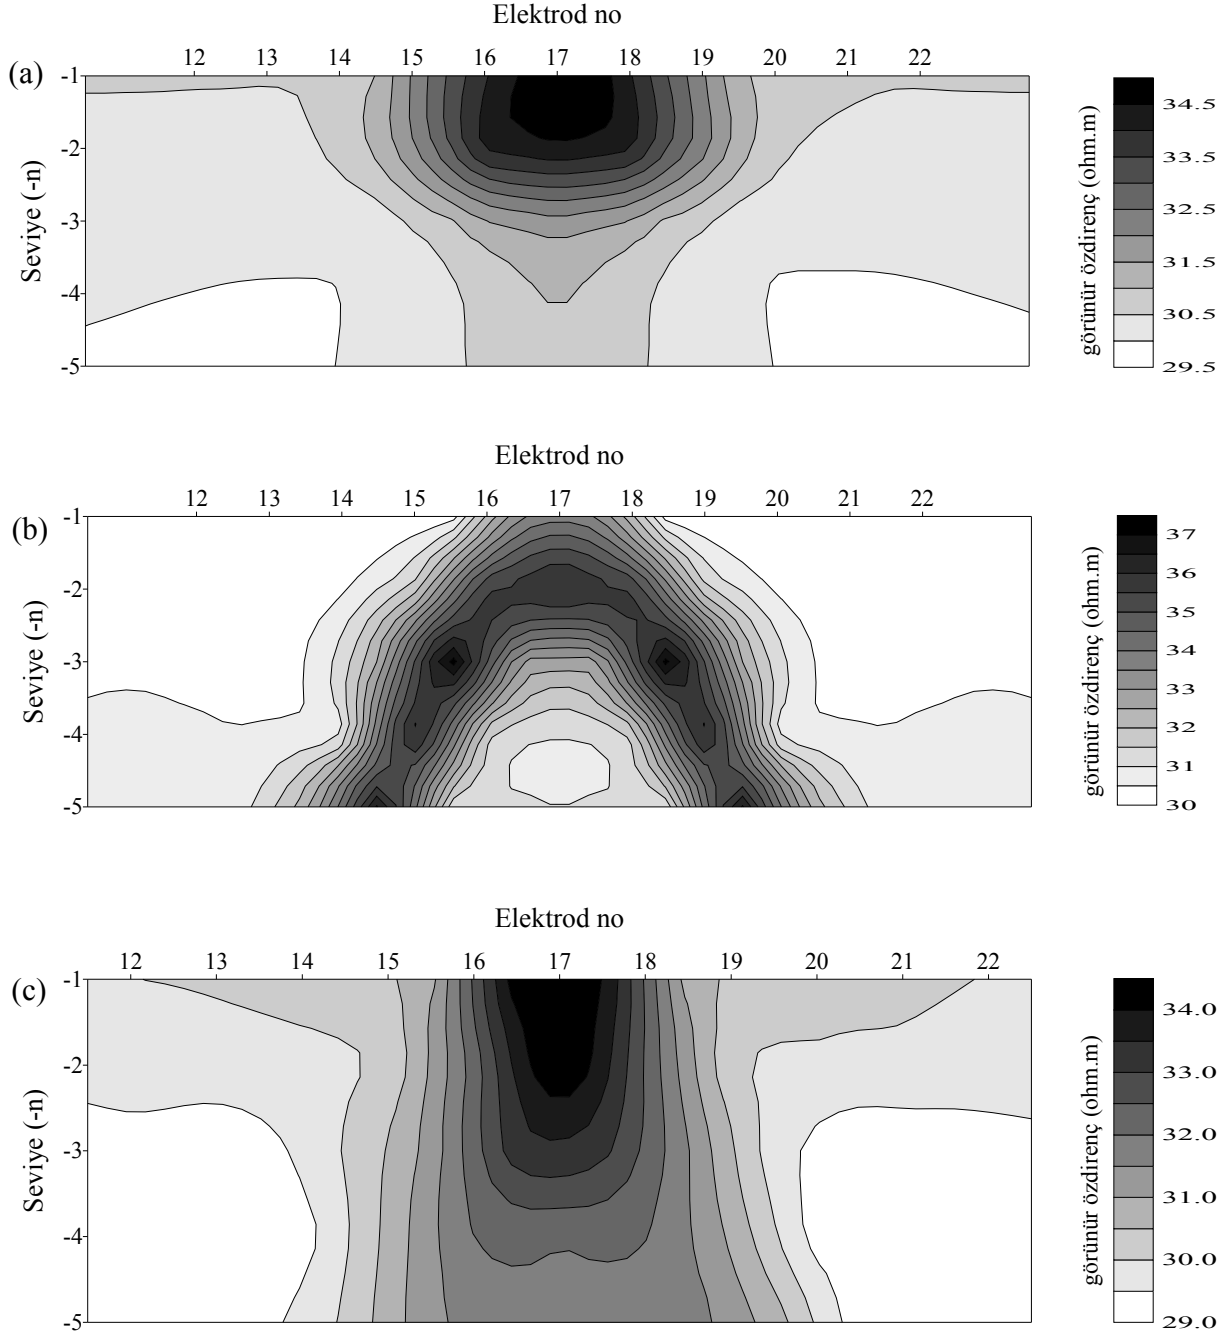 Elektrod no
12 13 14 15 16 17 18 19 20 21 22
(a)
Seviye (-n)
-1
-2
-3
-4
-5
görünür özdirenç (ohm.m)
34.5
33.5
32.5
31.5
30.5
29.5
Elektrod no
12 13 14 15 16 17 18 19 20 21 22
(b)
Seviye (-n)
-1
-2
-3
-4
-5
görünür özdirenç (ohm.m)
37
36
35
34
33
32
31
30
Elektrod no
12 13 14 15 16 17 18 19 20 21 22
(c)
Seviye (-n)
-1
-2
-3
-4
-5
görünür özdirenç (ohm.m)
34.0
33.0
32.0
31.0
30.0
29.0